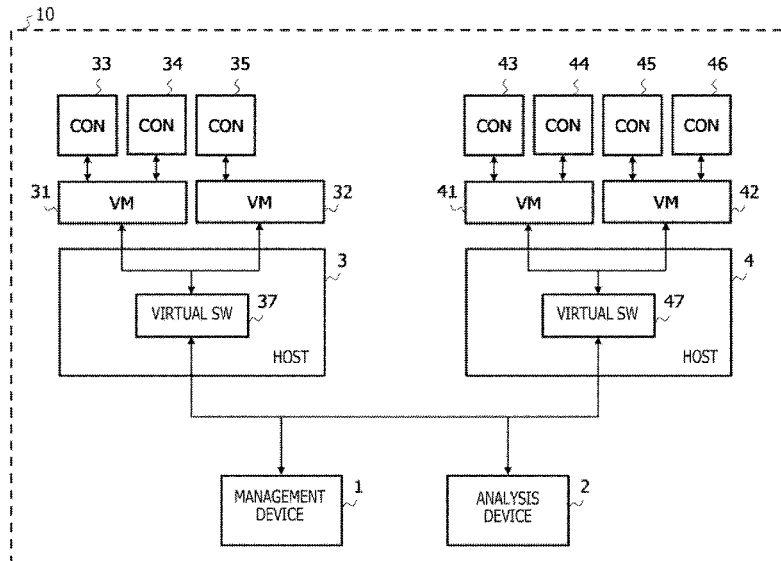 10
33 34 35 43 44 45 46
CON CON CON CON CON CON CON
31 VM VM 32 41 VM VM 42
3 4
VIRTUAL SW 37 VIRTUAL SW 47
HOST HOST
MANAGEMENT DEVICE 1
ANALYSIS DEVICE 2